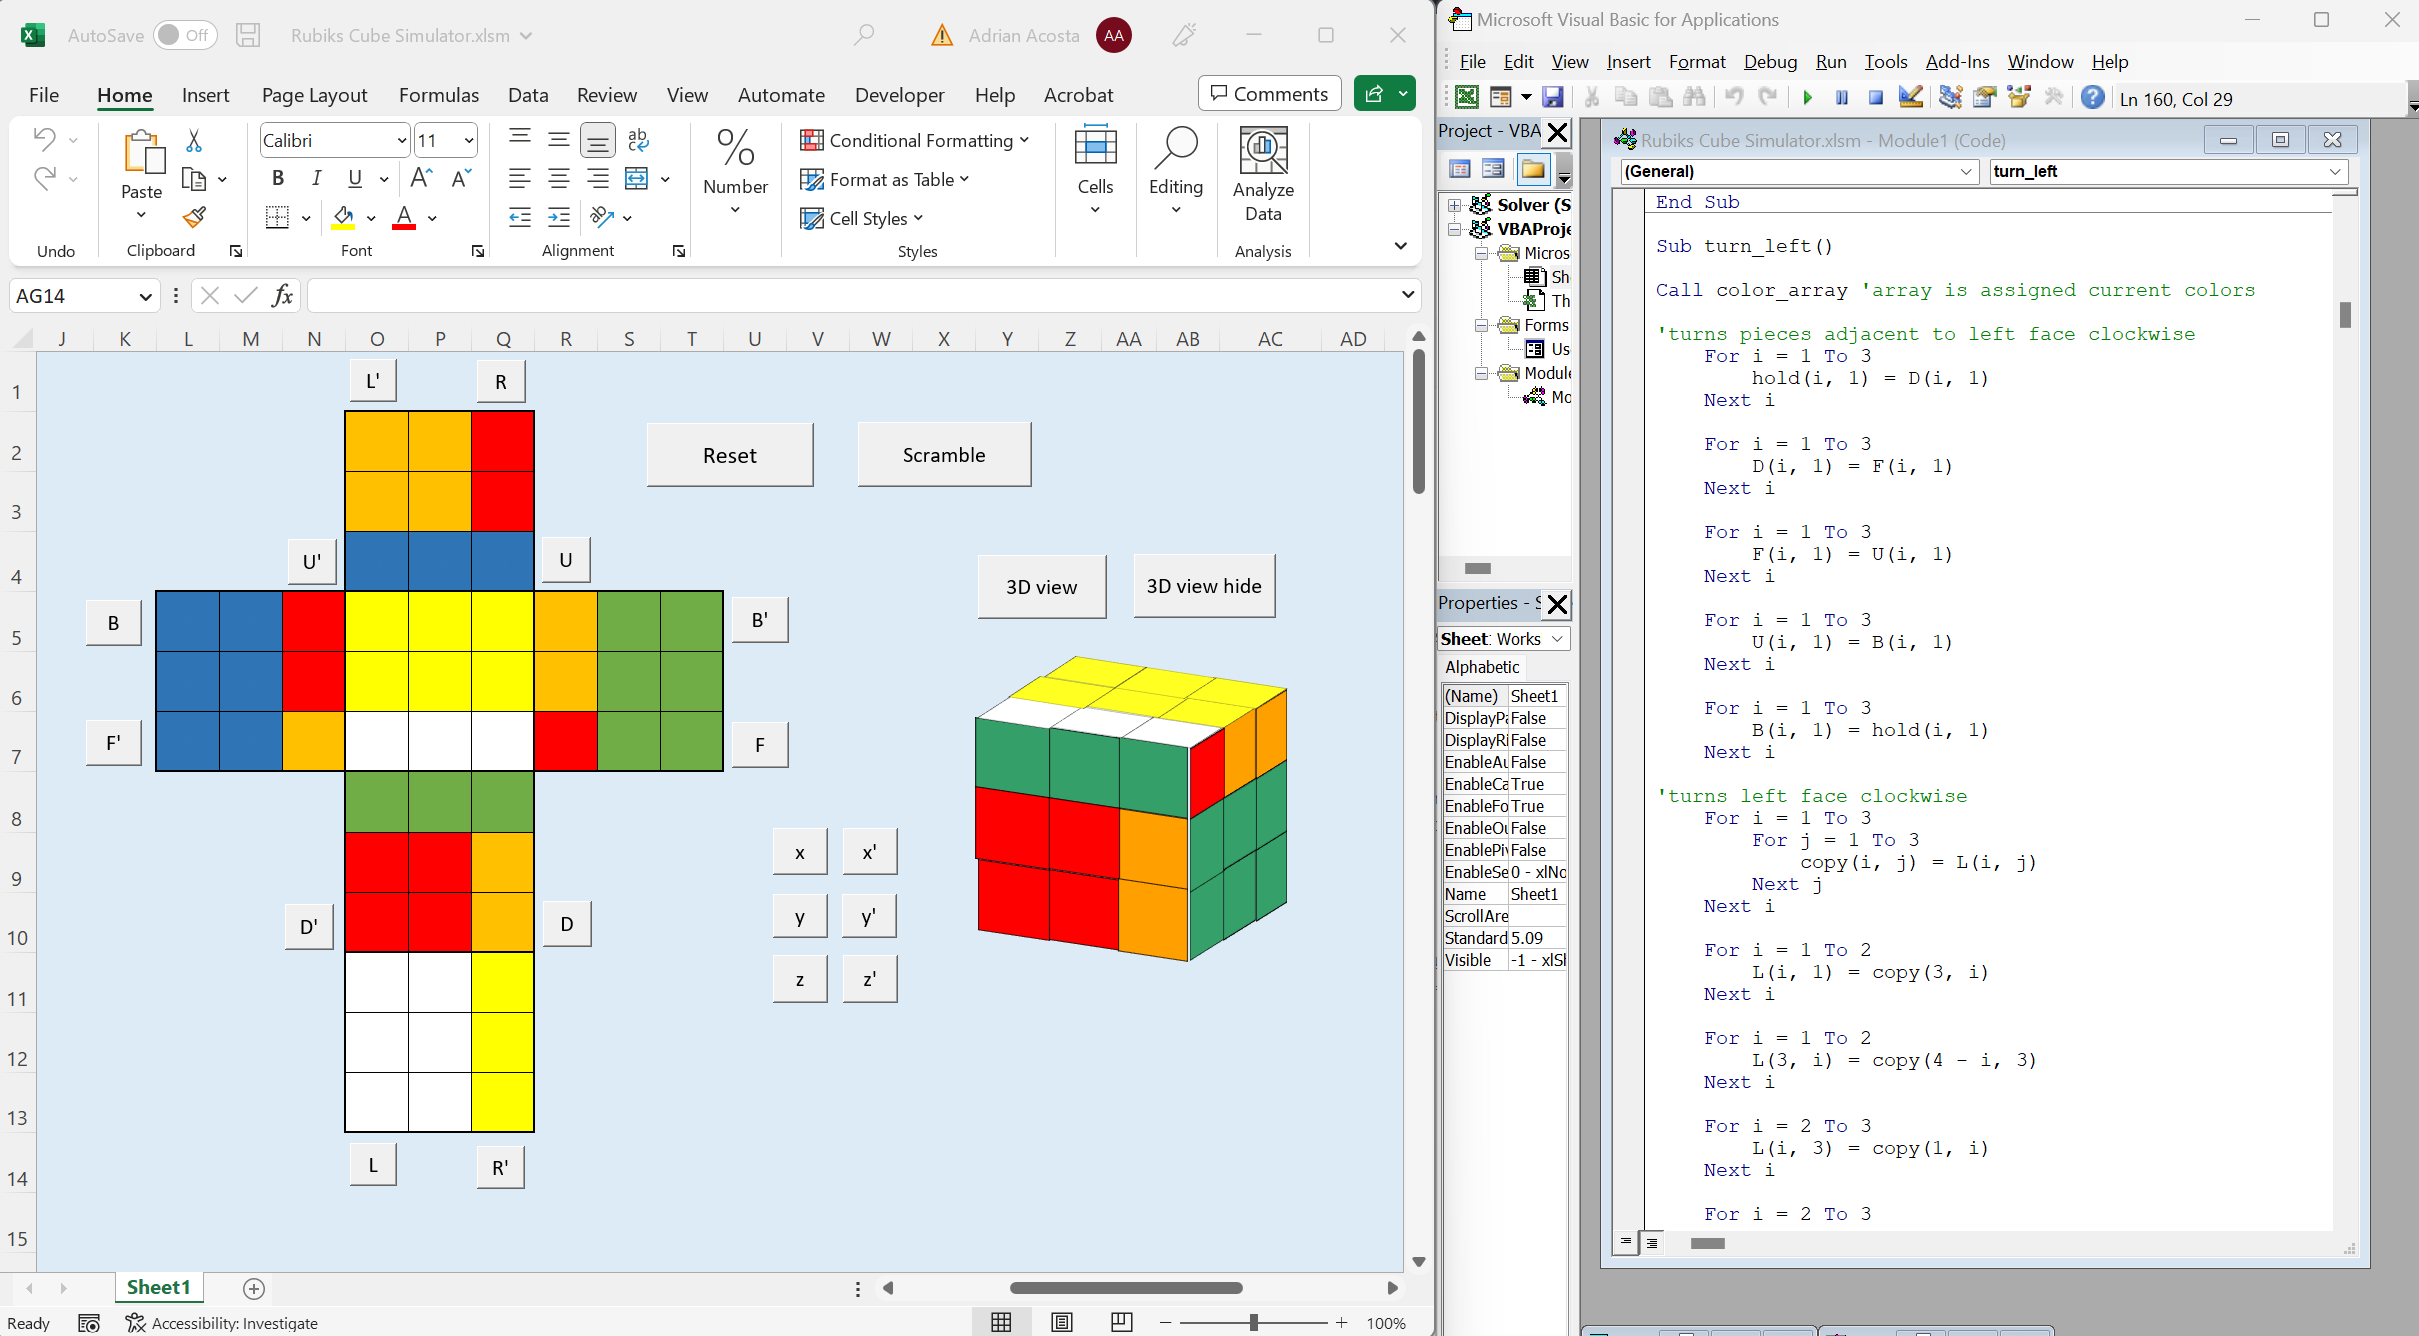 AutoSave Off Rubiks Cube Simulator.xlsm Adrian Acosta AA
File Home Insert Page Layout Formulas Data Review View Automate Developer Help Acrobat Comments
Calibri 11
Paste
B I U A A A
ab
Number
Conditional Formatting
Format as Table
Cell Styles
Cells
Editing
Analyze
Data
Undo Clipboard Font Alignment Styles Analysis
AG14 fx
J K L M N O P Q R S T U V W X Y Z AA AB AC AD
1
2
3
4
5
6
7
8
9
10
11
12
13
14
15
L' R
Reset Scramble
U' U
3D view 3D view hide
B B'
F' F
x x'
y y'
z z'
D' D
L R'
Sheet1
Ready Accessibility: Investigate 100%
Microsoft Visual Basic for Applications
File Edit View Insert Format Debug Run Tools Add-Ins Window Help
Ln 160, Col 29
Project - VBA
Solver (S
VBAProje
Micros
Sh
Th
Forms
Us
Module
Mo
Properties - S
Sheet: Works
Alphabetic
(Name) Sheet1
DisplayPa False
DisplayRi False
EnableAu False
EnableCa True
EnableFo True
EnableOu False
EnablePiv False
EnableSe 0 - xlNo
Name Sheet1
ScrollAre
Standard 5.09
Visible -1 - xlSh
Rubiks Cube Simulator.xlsm - Module1 (Code)
(General) turn_left
End Sub
Sub turn_left()
Call color_array 'array is assigned current colors
'turns pieces adjacent to left face clockwise
For i = 1 To 3
hold(i, 1) = D(i, 1)
Next i
For i = 1 To 3
D(i, 1) = F(i, 1)
Next i
For i = 1 To 3
F(i, 1) = U(i, 1)
Next i
For i = 1 To 3
U(i, 1) = B(i, 1)
Next i
For i = 1 To 3
B(i, 1) = hold(i, 1)
Next i
'turns left face clockwise
For i = 1 To 3
For j = 1 To 3
copy(i, j) = L(i, j)
Next j
Next i
For i = 1 To 2
L(i, 1) = copy(3, i)
Next i
For i = 1 To 2
L(3, i) = copy(4 - i, 3)
Next i
For i = 2 To 3
L(i, 3) = copy(1, i)
Next i
For i = 2 To 3